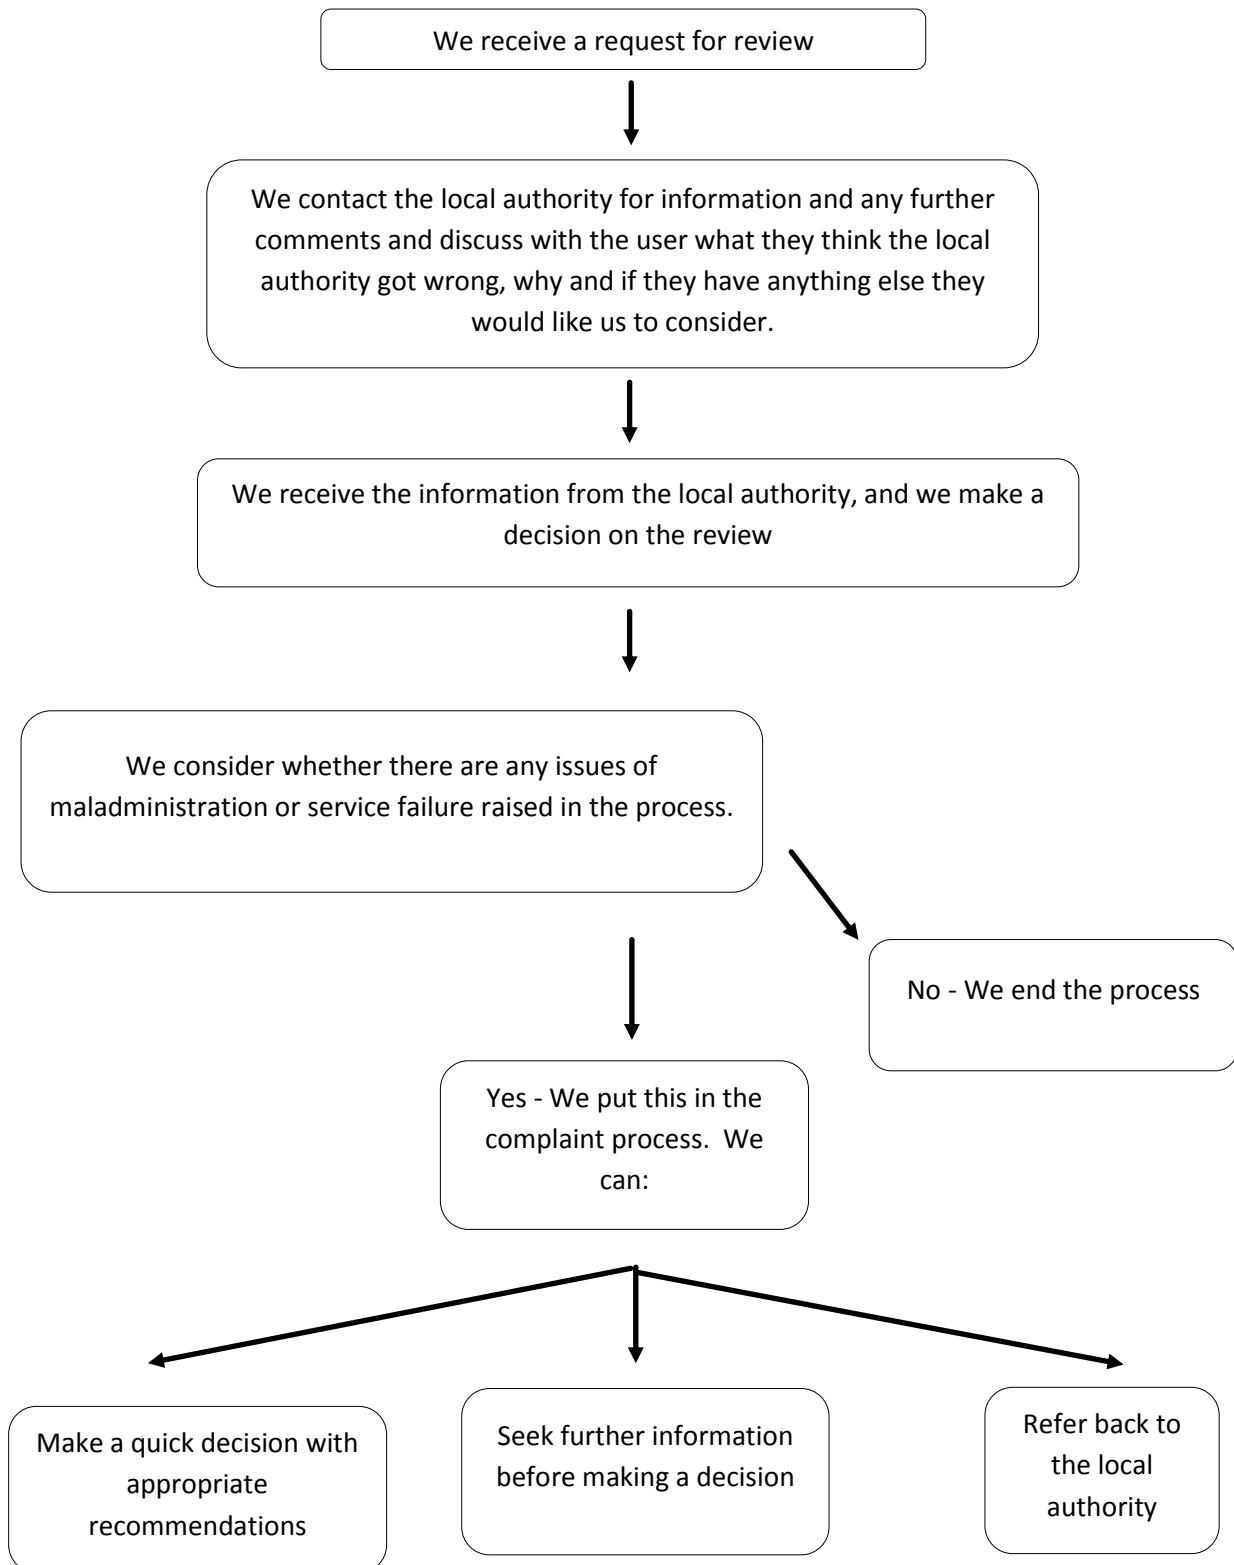 We receive a request for review
We contact the local authority for information and any further
comments and discuss with the user what they think the local
authority got wrong, why and if they have anything else they
would like us to consider.
We receive the information from the local authority, and we make a
decision on the review
We consider whether there are any issues of
maladministration or service failure raised in the process.
No - We end the process
Yes - We put this in the
complaint process.  We
can:
Make a quick decision with
appropriate
recommendations
Seek further information
before making a decision
Refer back to
the local
authority